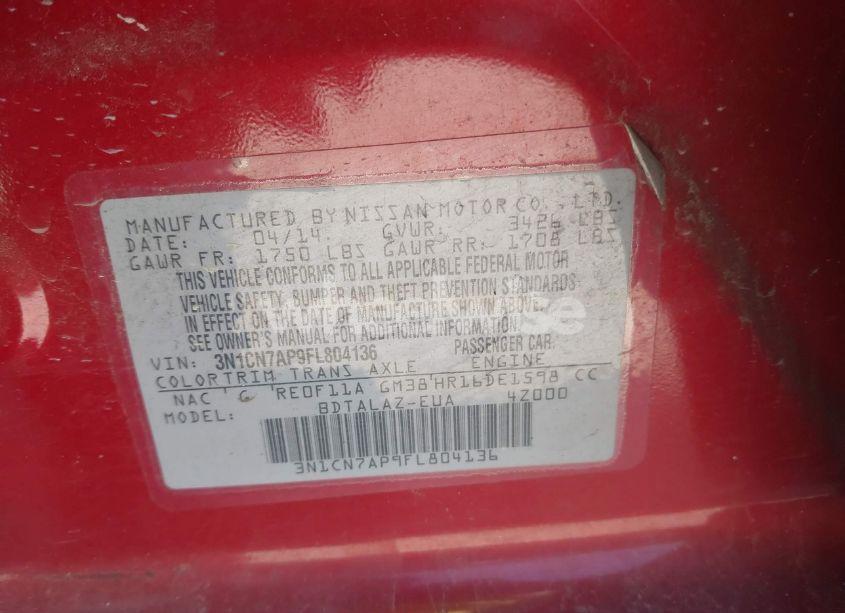 MANUFACTURED BY NISSAN MOTOR CO., LTD.
DATE: 04/14 GVWR: 3426 LBS
GAWR FR: 1750 LBS GAWR RR: 1708 LBS
THIS VEHICLE CONFORMS TO ALL APPLICABLE FEDERAL MOTOR
VEHICLE SAFETY, BUMPER AND THEFT PREVENTION STANDARDS
IN EFFECT ON THE DATE OF MANUFACTURE SHOWN ABOVE.
SEE OWNER'S MANUAL FOR ADDITIONAL INFORMATION.
VIN: 3N1CN7AP9FL804136 PASSENGER CAR
COLOR TRIM TRANS AXLE ENGINE
NAC G RE0F11A GM38 HR16DE1598 CC
MODEL: BDTALAZ-EUA 4Z000
3N1CN7AP9FL804136